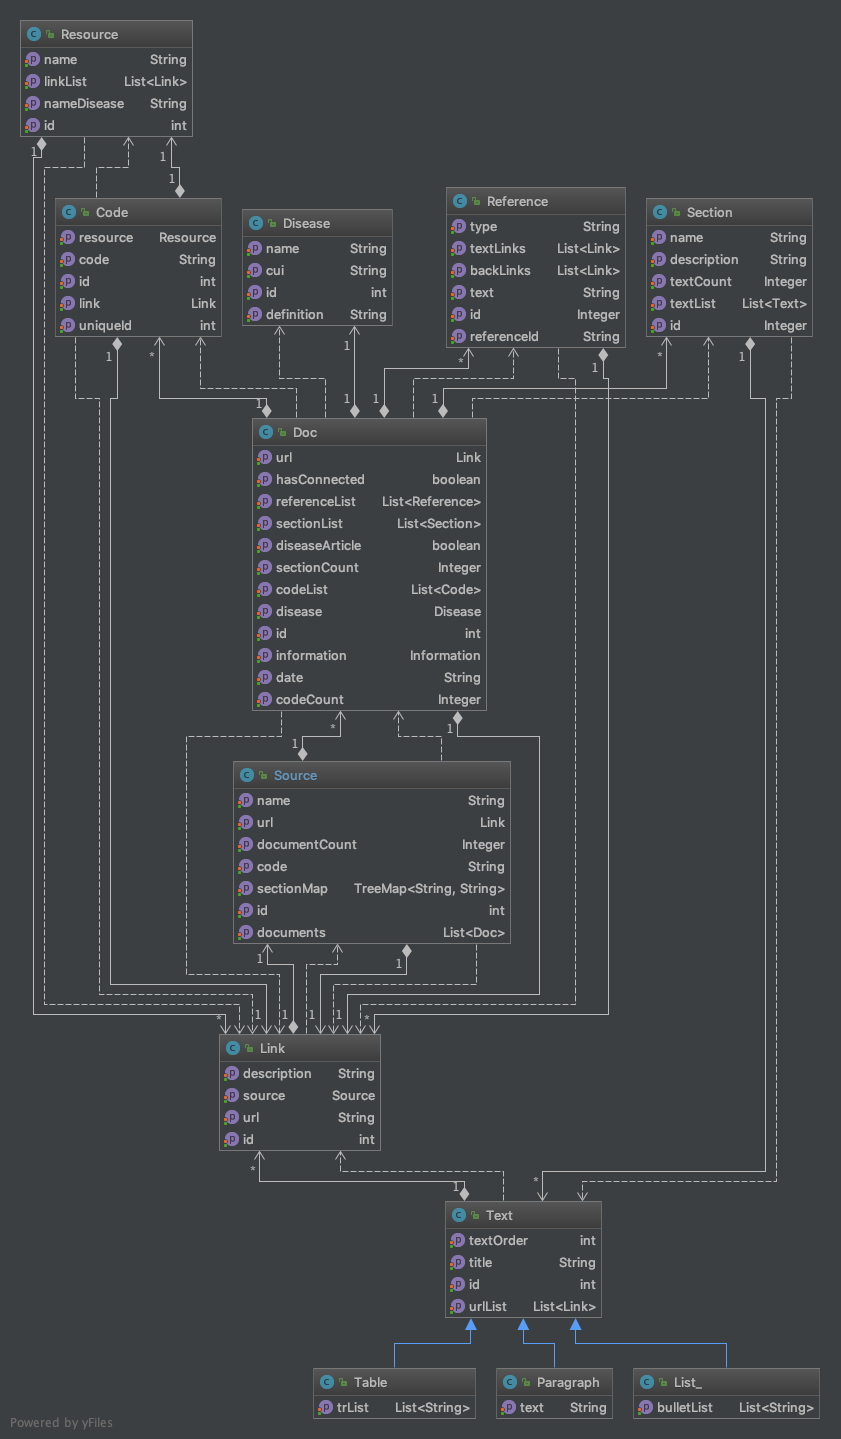 Resource
name String
linkList List<Link>
nameDisease String
id int
1
1
1
Code
resource Resource
code String
id int
link Link
uniqueId int
Disease
name String
cui String
id int
definition String
Reference
type String
textLinks List<Link>
backLinks List<Link>
text String
id Integer
referenceId String
Section
name String
description String
textCount Integer
textList List<Text>
id Integer
1
*
1
*
1
*
1
1
1
1
1
Doc
url Link
hasConnected boolean
referenceList List<Reference>
sectionList List<Section>
diseaseArticle boolean
sectionCount Integer
codeList List<Code>
disease Disease
id int
information Information
date String
codeCount Integer
*
1
1
Source
name String
url Link
documentCount Integer
code String
sectionMap TreeMap<String, String>
id int
documents List<Doc>
1
1
*
1
1
1
1
*
Link
description String
source Source
url String
id int
*
1
*
Text
textOrder int
title String
id int
urlList List<Link>
Table
trList List<String>
Paragraph
text String
List_
bulletList List<String>
Powered by yFiles